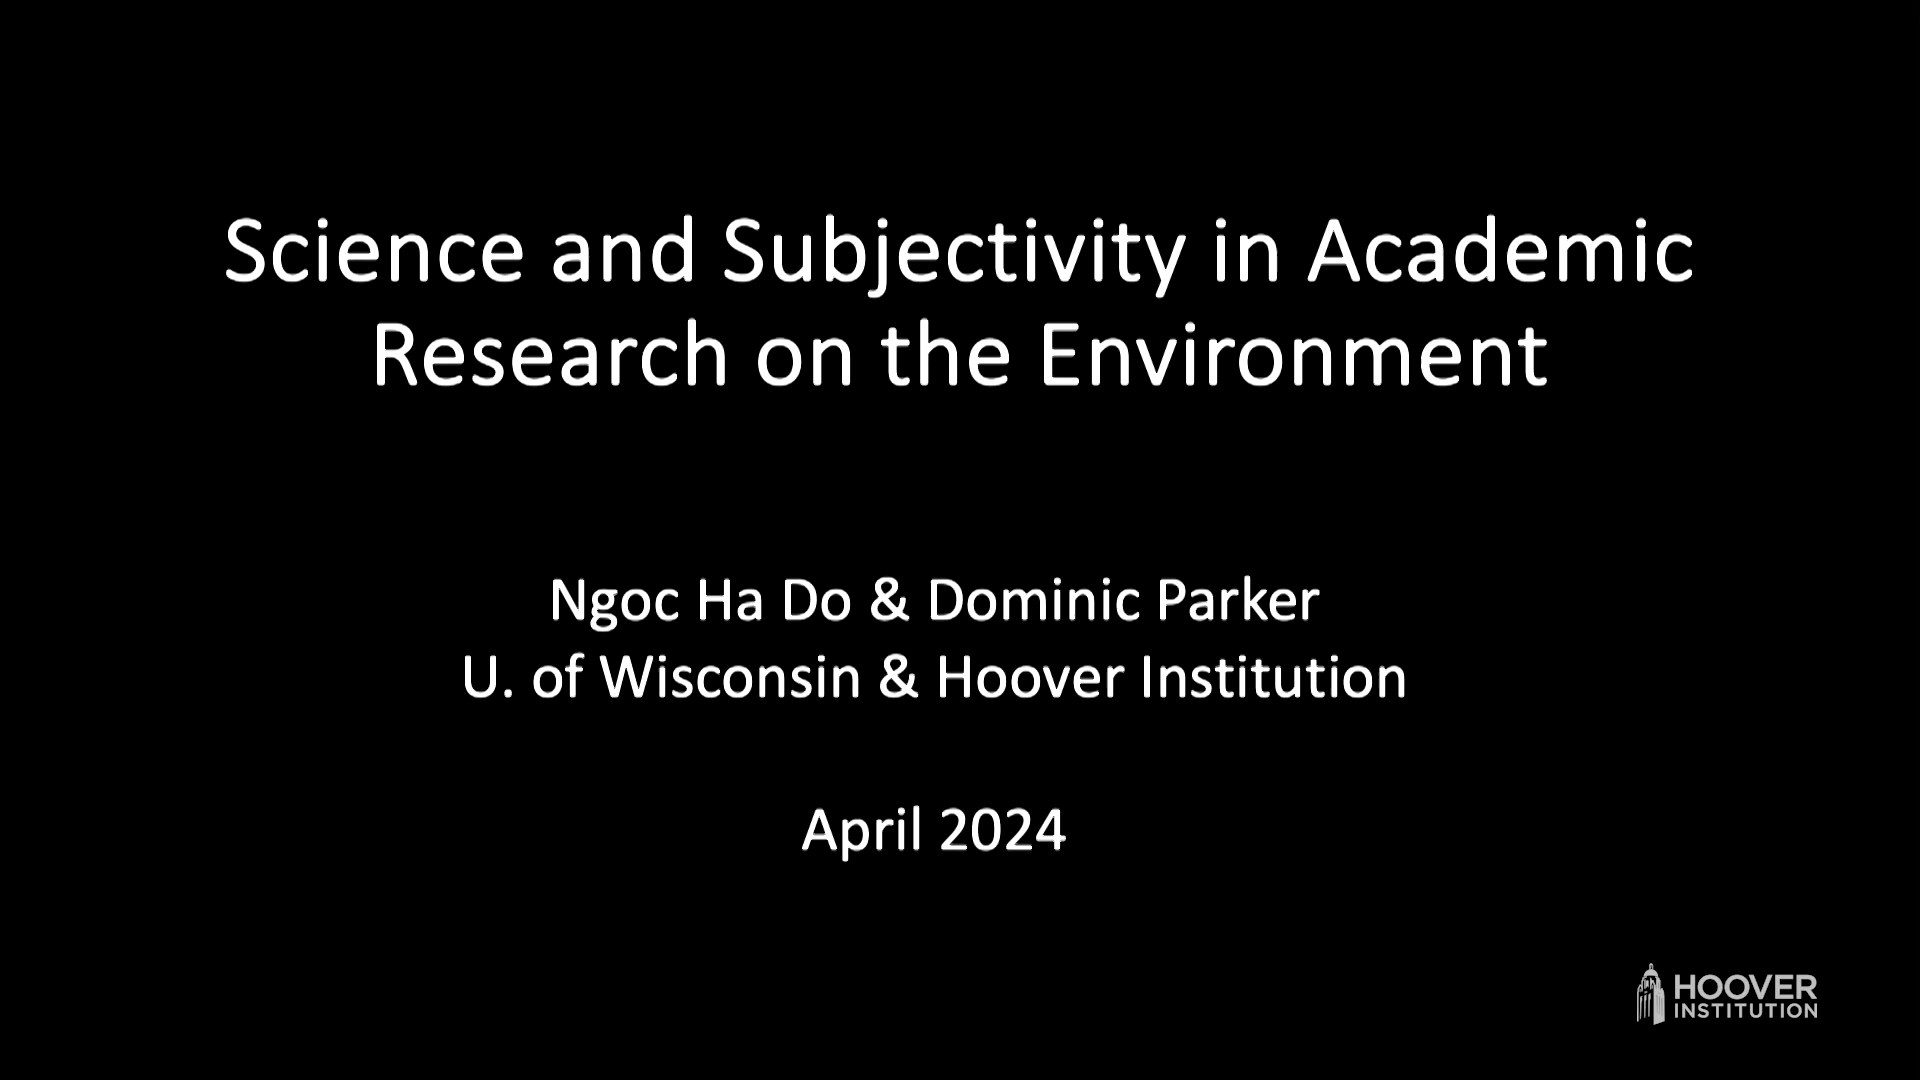 Science and Subjectivity in Academic
Research on the Environment
Ngoc Ha Do & Dominic Parker
U. of Wisconsin & Hoover Institution
April 2024
HOOVER
INSTITUTION